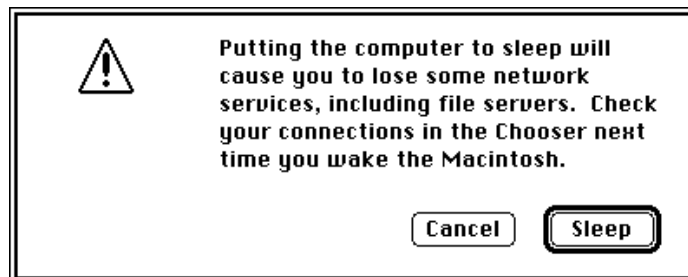 Putting the computer to sleep will
cause you to lose some network
services, including file servers.  Check
your connections in the Chooser next
time you wake the Macintosh.
Cancel Sleep